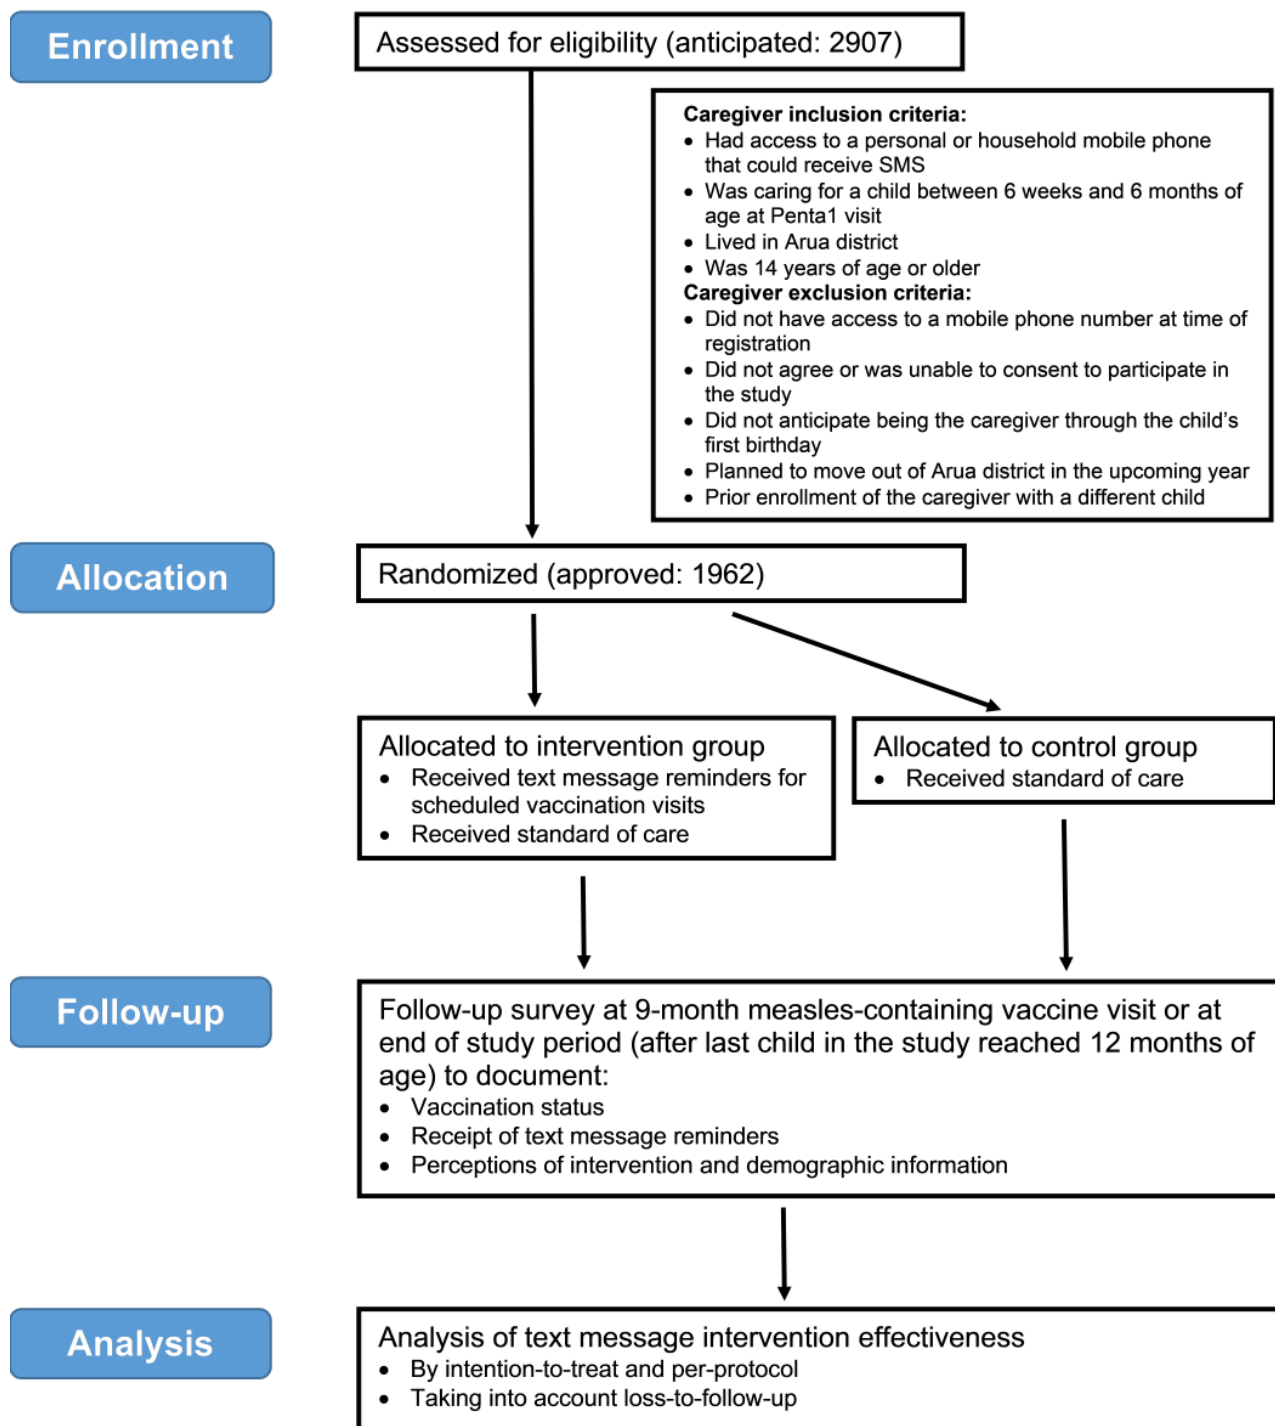 Enrollment
Assessed for eligibility (anticipated: 2907)
Caregiver inclusion criteria:
• Had access to a personal or household mobile phone
that could receive SMS
• Was caring for a child between 6 weeks and 6 months of
age at Penta1 visit
• Lived in Arua district
• Was 14 years of age or older
Caregiver exclusion criteria:
• Did not have access to a mobile phone number at time of
registration
• Did not agree or was unable to consent to participate in
the study
• Did not anticipate being the caregiver through the child’s
first birthday
• Planned to move out of Arua district in the upcoming year
• Prior enrollment of the caregiver with a different child
Allocation
Randomized (approved: 1962)
Allocated to intervention group
• Received text message reminders for
scheduled vaccination visits
• Received standard of care
Allocated to control group
• Received standard of care
Follow-up
Follow-up survey at 9-month measles-containing vaccine visit or at
end of study period (after last child in the study reached 12 months of
age) to document:
• Vaccination status
• Receipt of text message reminders
• Perceptions of intervention and demographic information
Analysis
Analysis of text message intervention effectiveness
• By intention-to-treat and per-protocol
• Taking into account loss-to-follow-up